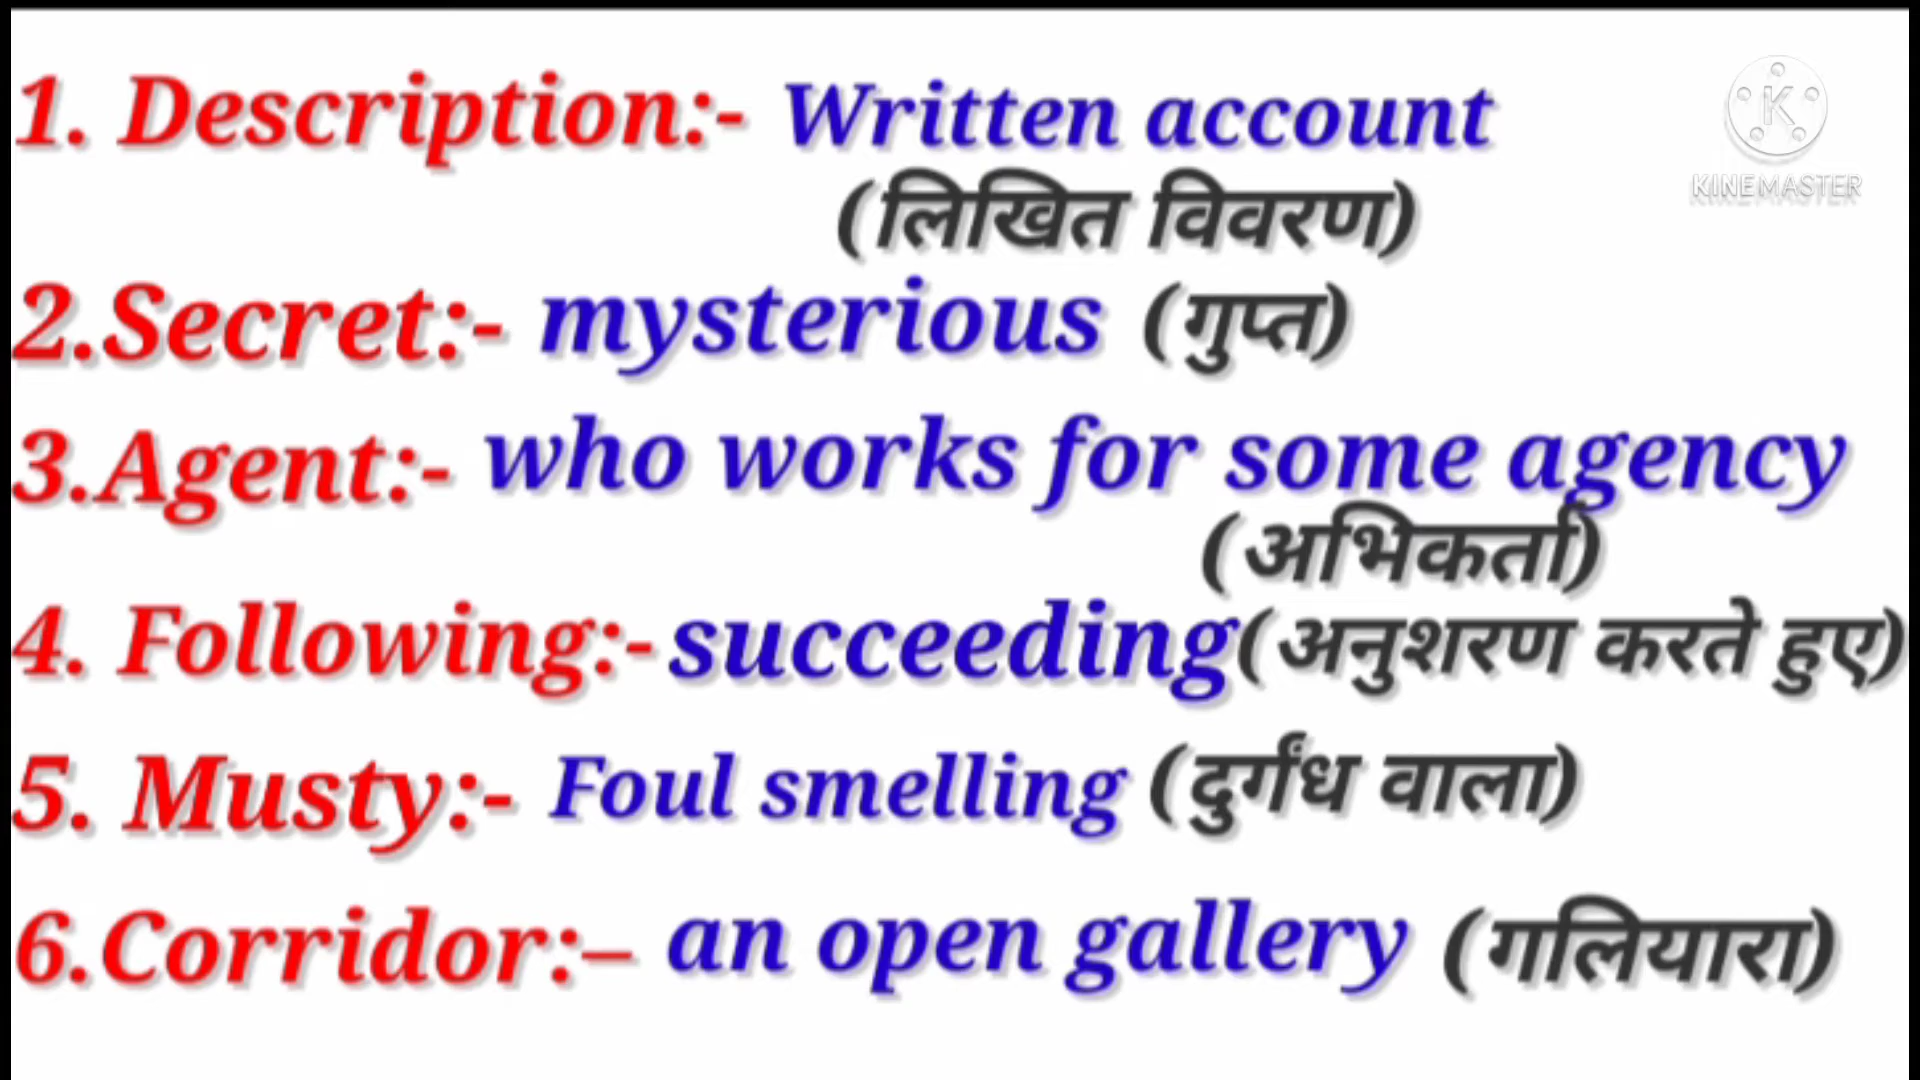 1. Description:- Written account
(लिखित विवरण)
2.Secret:- mysterious (गुप्त)
3.Agent:- who works for some agency
(अभिकर्ता)
4. Following:- succeeding(अनुशरण करते हुए)
5. Musty:- Foul smelling (दुर्गंध वाला)
6.Corridor:– an open gallery (गलियारा)
K
KINEMASTER